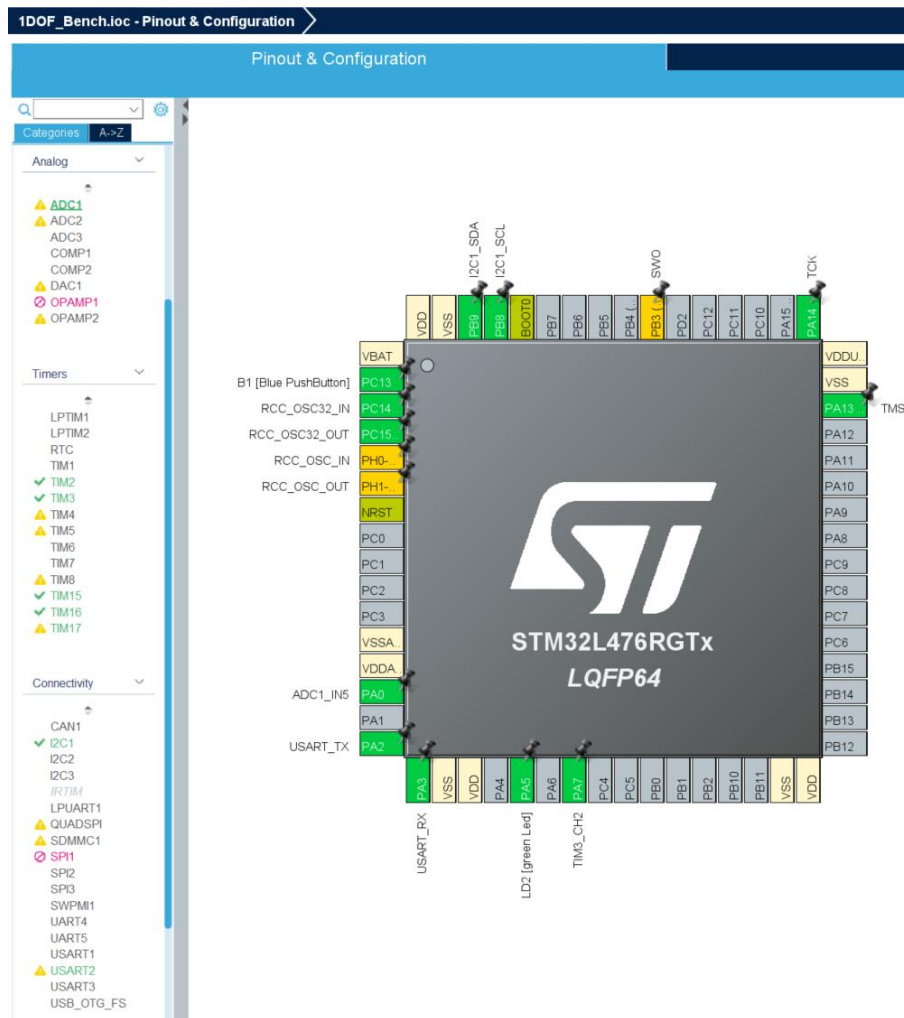 1DOF_Bench.ioc - Pinout & Configuration
Pinout & Configuration
Categories
A->Z
Analog
ADC1
ADC2
ADC3
COMP1
COMP2
DAC1
OPAMP1
OPAMP2
Timers
LPTIM1
LPTIM2
RTC
TIM1
TIM2
TIM3
TIM4
TIM5
TIM6
TIM7
TIM8
TIM15
TIM16
TIM17
Connectivity
CAN1
I2C1
I2C2
I2C3
IRTIM
LPUART1
QUADSPI
SDMMC1
SPI1
SPI2
SPI3
SWPMI1
UART4
UART5
USART1
USART2
USART3
USB_OTG_FS
I2C1_SDA
I2C1_SCL
SWO
TCK
VDD
VSS
PB9
PB8
BOOT0
PB7
PB6
PB5
PB4 (...
PB3 (...
PD2
PC12
PC11
PC10
PA15...
PA14...
VBAT
B1 [Blue PushButton] PC13...
RCC_OSC32_IN PC14...
RCC_OSC32_OUT PC15...
RCC_OSC_IN PH0-...
RCC_OSC_OUT PH1-...
NRST
PC0
PC1
PC2
PC3
VSSA...
VDDA...
ADC1_IN5 PA0
PA1
USART_TX PA2
STM32L476RGTx
LQFP64
VDDU...
VSS
PA13... TMS
PA12
PA11
PA10
PA9
PA8
PC9
PC8
PC7
PC6
PB15
PB14
PB13
PB12
PA3
VSS
VDD
PA4
PA5
PA6
PA7
PC4
PC5
PB0
PB1
PB2
PB10
PB11
VSS
VDD
USART_RX
LD2 [green Led]
TIM3_CH2